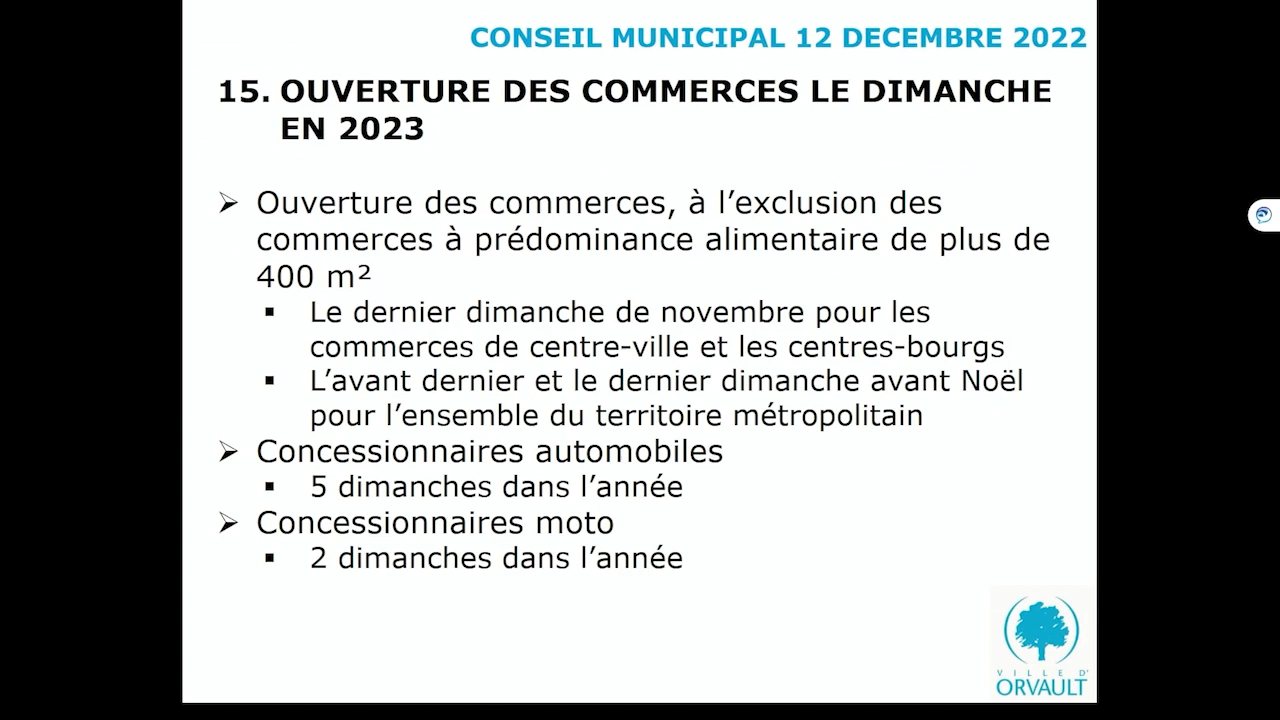 CONSEIL MUNICIPAL 12 DECEMBRE 2022
15. OUVERTURE DES COMMERCES LE DIMANCHE
EN 2023
➢ Ouverture des commerces, à l’exclusion des
commerces à prédominance alimentaire de plus de
400 m²
▪ Le dernier dimanche de novembre pour les
commerces de centre-ville et les centres-bourgs
▪ L’avant dernier et le dernier dimanche avant Noël
pour l’ensemble du territoire métropolitain
➢ Concessionnaires automobiles
▪ 5 dimanches dans l’année
➢ Concessionnaires moto
▪ 2 dimanches dans l’année
VILLE D'
ORVAULT